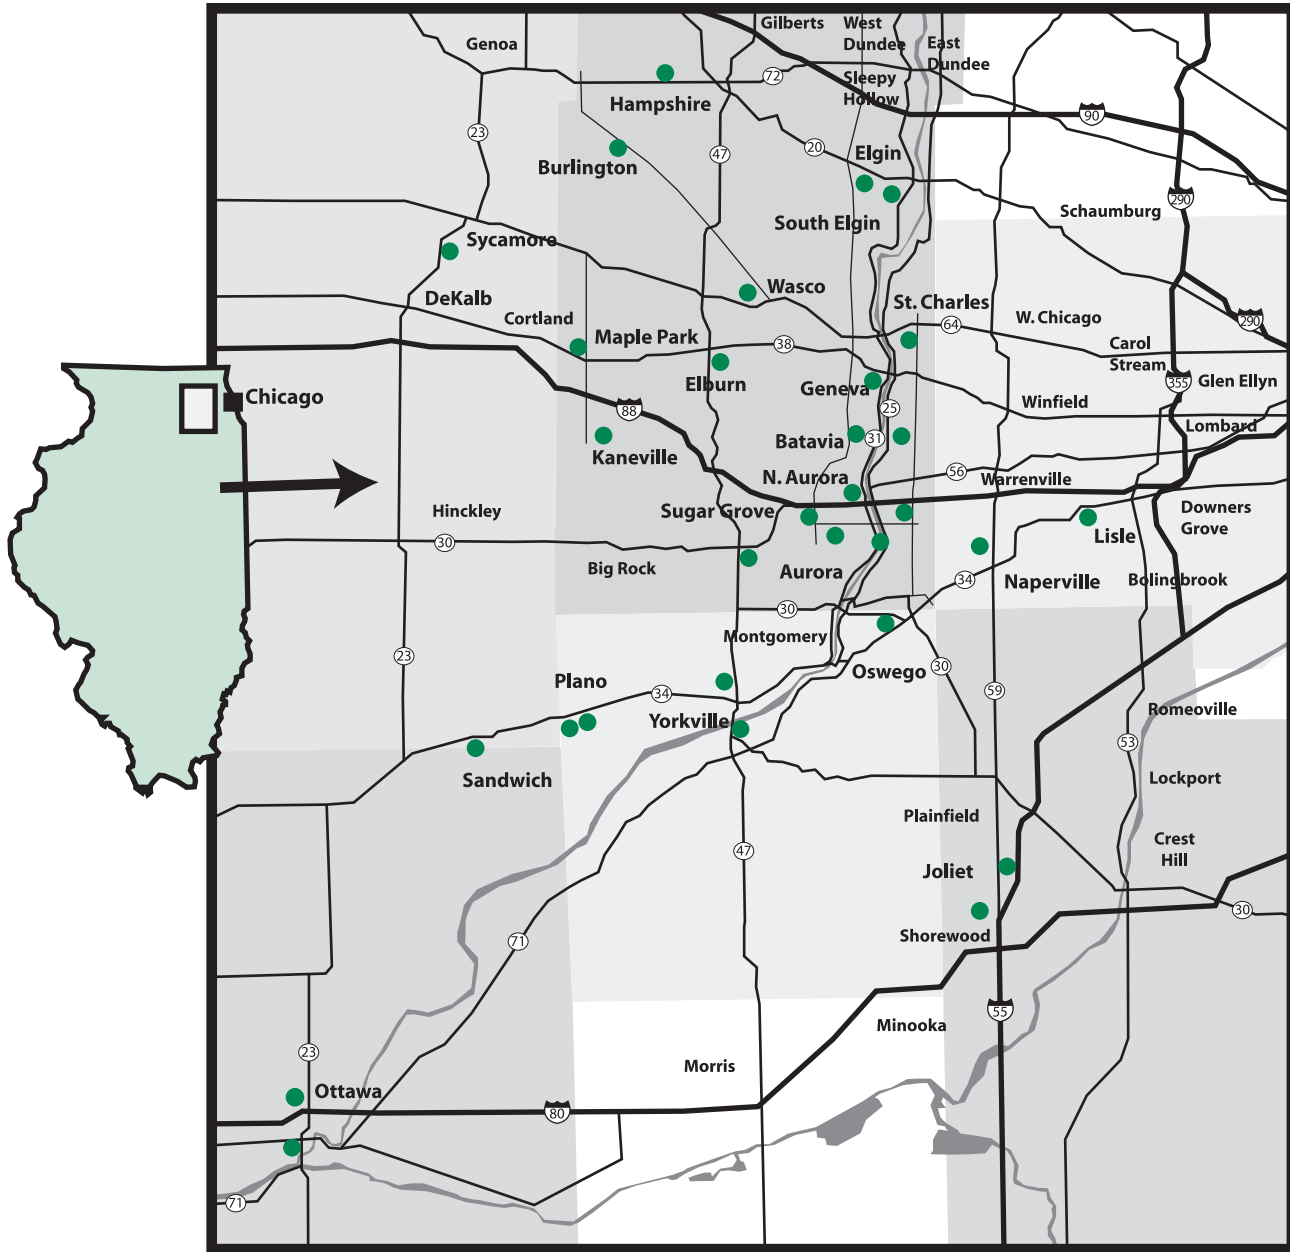 Gilberts
West
Dundee
East
Dundee
Genoa
72
Sleepy
Hollow
Hampshire
90
23
47
20
Elgin
Burlington
290
Schaumburg
South Elgin
Sycamore
Wasco
DeKalb
St. Charles
Cortland
64
W. Chicago
290
Maple Park
38
Carol
Stream
Elburn
Geneva
355
Glen Ellyn
Chicago
88
25
Winfield
Batavia
31
Lombard
Kaneville
N. Aurora
56
Warrenville
Hinckley
Sugar Grove
Downers
Grove
30
Lisle
Big Rock
Aurora
34
Naperville
Bolingbrook
30
Montgomery
23
Oswego
30
Plano
34
59
Yorkville
Romeoville
53
Sandwich
Lockport
Plainfield
47
Crest
Hill
Joliet
30
71
Shorewood
55
Minooka
23
Morris
Ottawa
80
71